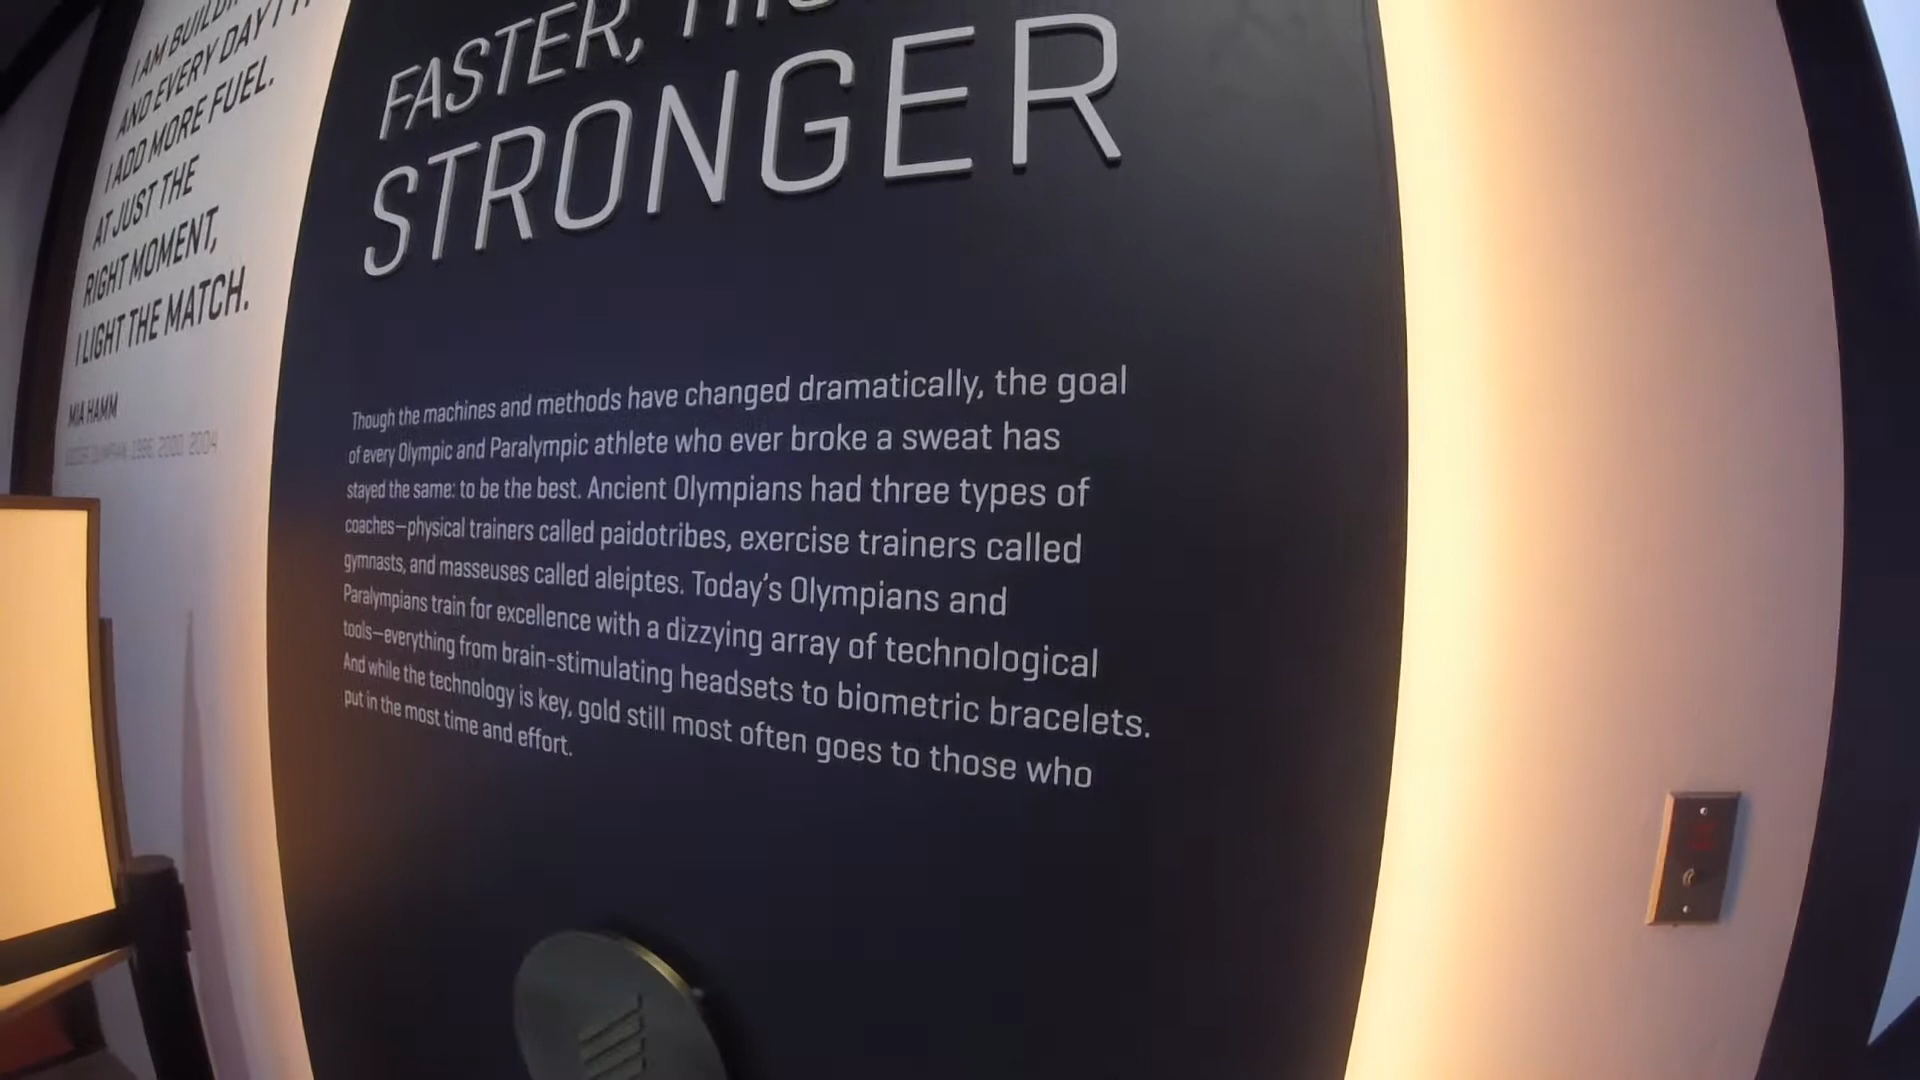 AND EVERY DAY
I ADD MORE FUEL.
AT JUST THE
RIGHT MOMENT,
I LIGHT THE MATCH.
MIA HAMM
OLYMPIAN, 1996, 2000, 2004
FASTER,
STRONGER
Though the machines and methods have changed dramatically, the goal
of every Olympic and Paralympic athlete who ever broke a sweat has
stayed the same: to be the best. Ancient Olympians had three types of
coaches—physical trainers called paidotribes, exercise trainers called
gymnasts, and masseuses called aleiptes. Today's Olympians and
Paralympians train for excellence with a dizzying array of technological
tools—everything from brain-stimulating headsets to biometric bracelets.
And while the technology is key, gold still most often goes to those who
put in the most time and effort.